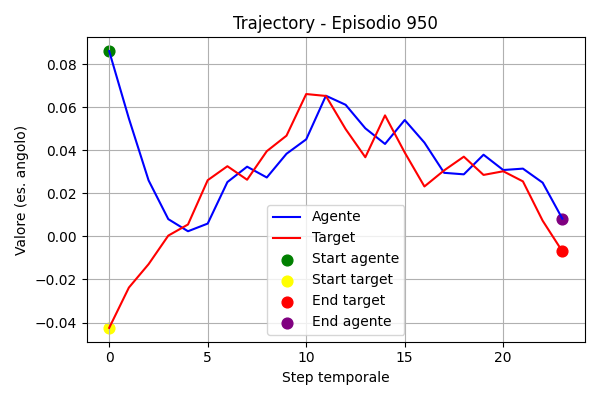 Trajectory - Episodio 950
Valore (es. angolo)
0.08
0.06
0.04
0.02
0.00
−0.02
−0.04
Agente
Target
Start agente
Start target
End target
End agente
0 5 10 15 20
Step temporale